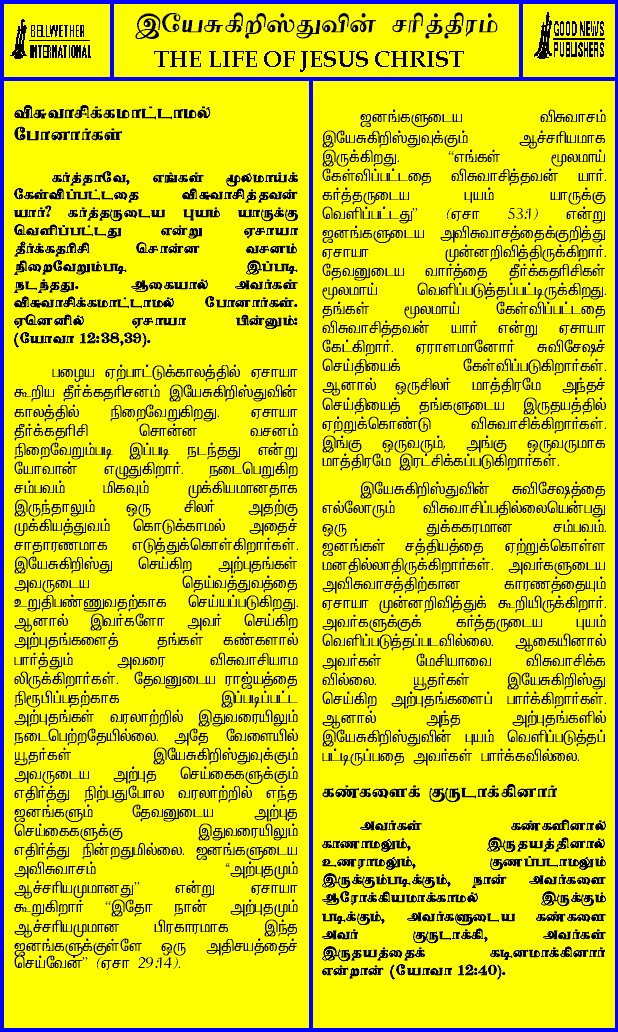 BELLWETHER
INTERNATIONAL
இயேசுகிறிஸ்துவின் சரித்திரம்
THE LIFE OF JESUS CHRIST
GOOD NEWS
PUBLISHERS
விசுவாசிக்கமாட்டாமல்
போனார்கள்
கர்த்தாவே, எங்கள் மூலமாய்க்
கேள்விப்பட்டதை விசுவாசித்தவன்
யார்? கர்த்தருடைய புயம் யாருக்கு
வெளிப்பட்டது என்று ஏசாயா
தீர்க்கதரிசி சொன்ன வசனம்
நிறைவேறும்படி இப்படி
நடந்தது. ஆகையால் அவர்கள்
விசுவாசிக்கமாட்டாமல் போனார்கள்.
ஏனெனில் ஏசாயா பின்னும்:
(யோவா 12:38,39).
பழைய ஏற்பாட்டுக்காலத்தில் ஏசாயா
கூறிய தீர்க்கதரிசனம் இயேசுகிறிஸ்துவின்
காலத்தில் நிறைவேறுகிறது. ஏசாயா
தீர்க்கதரிசி சொன்ன வசனம்
நிறைவேறும்படி இப்படி நடந்தது என்று
யோவான் எழுதுகிறார். நடைபெறுகிற
சம்பவம் மிகவும் முக்கியமானதாக
இருந்தாலும் ஒரு சிலர் அதற்கு
முக்கியத்துவம் கொடுக்காமல் அதைச்
சாதாரணமாக எடுத்துக்கொள்கிறார்கள்.
இயேசுகிறிஸ்து செய்கிற அற்புதங்கள்
அவருடைய தெய்வத்துவத்தை
உறுதிபண்ணுவதற்காக செய்யப்படுகிறது.
ஆனால் இவர்களோ அவர் செய்கிற
அற்புதங்களைத் தங்கள் கண்களால்
பார்த்தும் அவரை விசுவாசியாம
லிருக்கிறார்கள். தேவனுடைய ராஜ்யத்தை
நிரூபிப்பதற்காக இப்படிப்பட்ட
அற்புதங்கள் வரலாற்றில் இதுவரையிலும்
நடைபெற்றதேயில்லை. அதே வேளையில்
யூதர்கள் இயேசுகிறிஸ்துவுக்கும்
அவருடைய அற்புத செய்கைகளுக்கும்
எதிர்த்து நிற்பதுபோல வரலாற்றில் எந்த
ஜனங்களும் தேவனுடைய அற்புத
செய்கைகளுக்கு இதுவரையிலும்
எதிர்த்து நின்றதுமில்லை. ஜனங்களுடைய
அவிசுவாசம் “அற்புதமும்
ஆச்சரியமுமானது” என்று ஏசாயா
கூறுகிறார் “இதோ நான் அற்புதமும்
ஆச்சரியமுமான பிரகாரமாக இந்த
ஜனங்களுக்குள்ளே ஒரு அதிசயத்தைச்
செய்வேன்” (ஏசா 29:14).
ஜனங்களுடைய விசுவாசம்
இயேசுகிறிஸ்துவுக்கும் ஆச்சரியமாக
இருக்கிறது. “எங்கள் மூலமாய்
கேள்விப்பட்டதை விசுவாசித்தவன் யார்.
கர்த்தருடைய புயம் யாருக்கு
வெளிப்பட்டது” (ஏசா 53:1) என்று
ஜனங்களுடைய அவிசுவாசத்தைக்குறித்து
ஏசாயா முன்னறிவித்திருக்கிறார்.
தேவனுடைய வார்த்தை தீர்க்கதரிசிகள்
மூலமாய் வெளிப்படுத்தப்பட்டிருக்கிறது.
தங்கள் மூலமாய் கேள்விப்பட்டதை
விசுவாசித்தவன் யார் என்று ஏசாயா
கேட்கிறார். ஏராளமானோர் சுவிசேஷச்
செய்தியைக் கேள்விப்படுகிறார்கள்.
ஆனால் ஒருசிலர் மாத்திரமே அந்தச்
செய்தியைத் தங்களுடைய இருதயத்தில்
ஏற்றுக்கொண்டு விசுவாசிக்கிறார்கள்.
இங்கு ஒருவரும், அங்கு ஒருவருமாக
மாத்திரமே இரட்சிக்கப்படுகிறார்கள்.
இயேசுகிறிஸ்துவின் சுவிசேஷத்தை
எல்லோரும் விசுவாசிப்பதில்லையென்பது
ஒரு துக்ககரமான சம்பவம்.
ஜனங்கள் சத்தியத்தை ஏற்றுக்கொள்ள
மனதில்லாதிருக்கிறார்கள். அவர்களுடைய
அவிசுவாசத்திற்கான காரணத்தையும்
ஏசாயா முன்னறிவித்துக் கூறியிருக்கிறார்.
அவர்களுக்குக் கர்த்தருடைய புயம்
வெளிப்படுத்தப்படவில்லை. ஆகையினால்
அவர்கள் மேசியாவை விசுவாசிக்க
வில்லை. யூதர்கள் இயேசுகிறிஸ்து
செய்கிற அற்புதங்களைப் பார்க்கிறார்கள்.
ஆனால் அந்த அற்புதங்களில்
இயேசுகிறிஸ்துவின் புயம் வெளிப்படுத்தப்
பட்டிருப்பதை அவர்கள் பார்க்கவில்லை.
கண்களைக் குருடாக்கினார்
அவர்கள் கண்களினால்
காணாமலும், இருதயத்தினால்
உணராமலும், குணப்படாமலும்
இருக்கும்படிக்கும், நான் அவர்களை
ஆரோக்கியமாக்காமல் இருக்கும்
படிக்கும், அவர்களுடைய கண்களை
அவர் குருடாக்கி, அவர்கள்
இருதயத்தைக் கடினமாக்கினார்
என்றான் (யோவா 12:40).